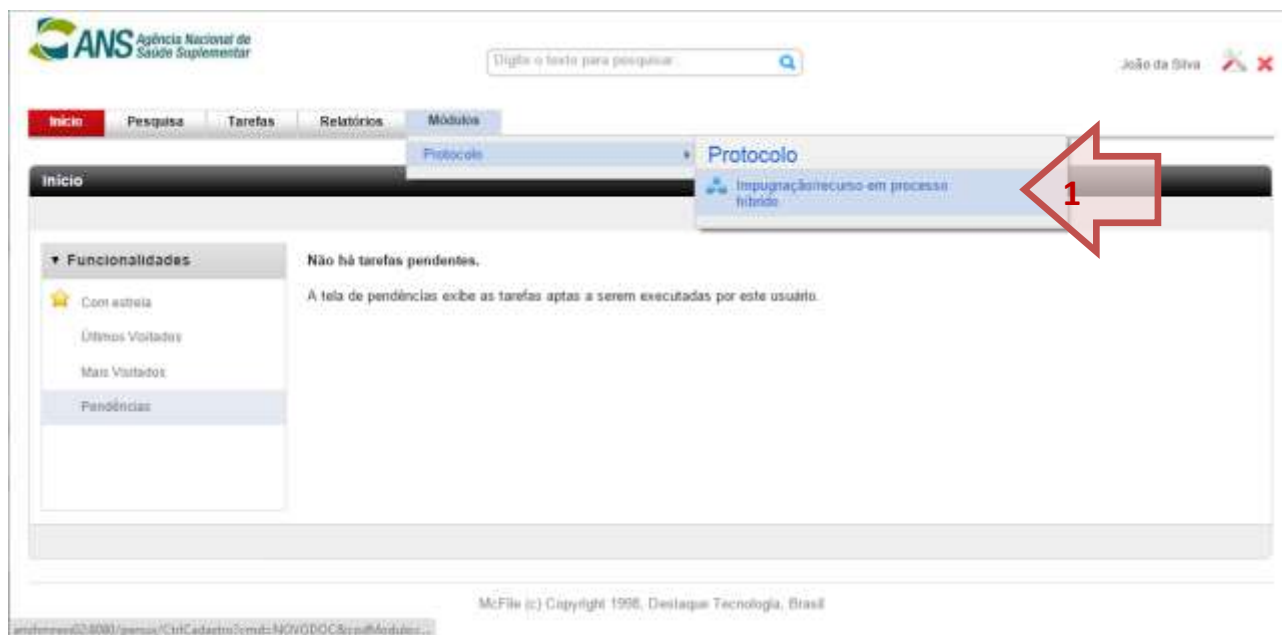 ANS Agência Nacional de
Saúde Suplementar
Digite o texto para pesquisar
João da Silva
Início Pesquisa Tarefas Relatórios Módulos
Protocolo Protocolo
Início
Impugnação/recurso em processo
híbrido
1
Funcionalidades
Não há tarefas pendentes.
Com estrela
A tela de pendências exibe as tarefas aptas a serem executadas por este usuário.
Últimos Visitados
Mais Visitados
Pendências
McFile (c) Copyright 1998, Destaque Tecnologia, Brasil